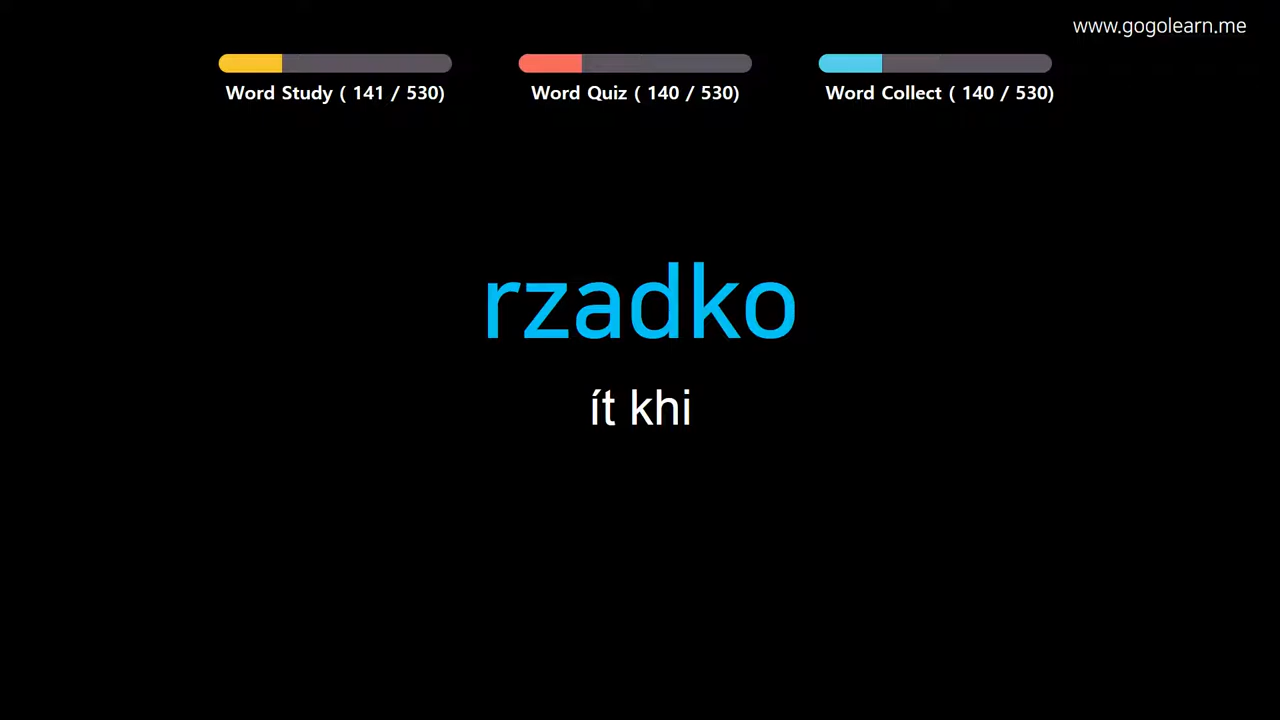 www.gogolearn.me
Word Study ( 141 / 530)
Word Quiz ( 140 / 530)
Word Collect ( 140 / 530)
rzadko
ít khi